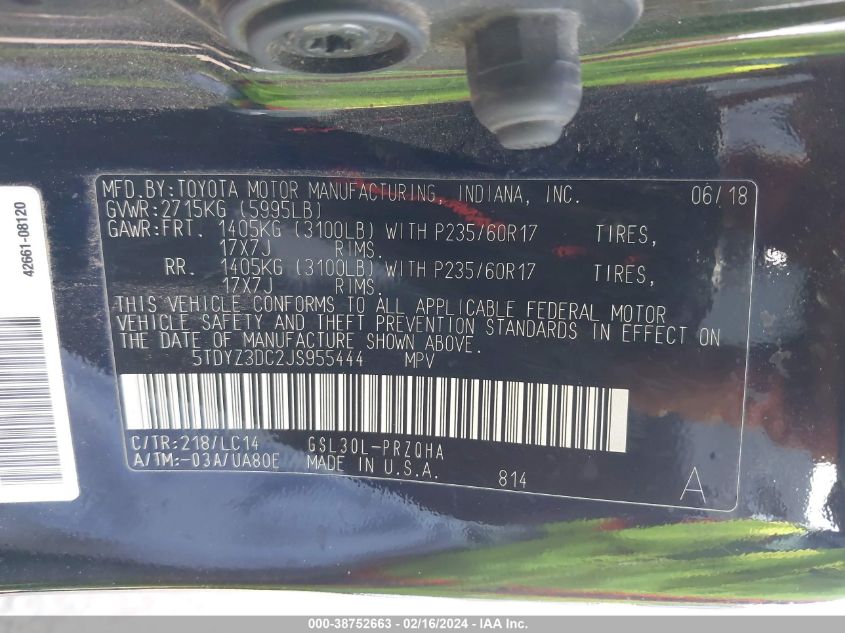 42661-08120
MFD.BY:TOYOTA MOTOR MANUFACTURING, INDIANA, INC. 06/18
GVWR:2715KG (5995LB)
GAWR:FRT. 1405KG (3100LB) WITH P235/60R17 TIRES,
17X7J RIMS.
RR. 1405KG (3100LB) WITH P235/60R17 TIRES,
17X7J RIMS.
THIS VEHICLE CONFORMS TO ALL APPLICABLE FEDERAL MOTOR
VEHICLE SAFETY AND THEFT PREVENTION STANDARDS IN EFFECT ON
THE DATE OF MANUFACTURE SHOWN ABOVE.
5TDYZ3DC2JS955444 MPV
C/TR:218/LC14 GSL30L-PRZQHA
A/TM:-03A/UA80E MADE IN U.S.A. 814 A
000-38752663 - 02/16/2024 - IAAI.com